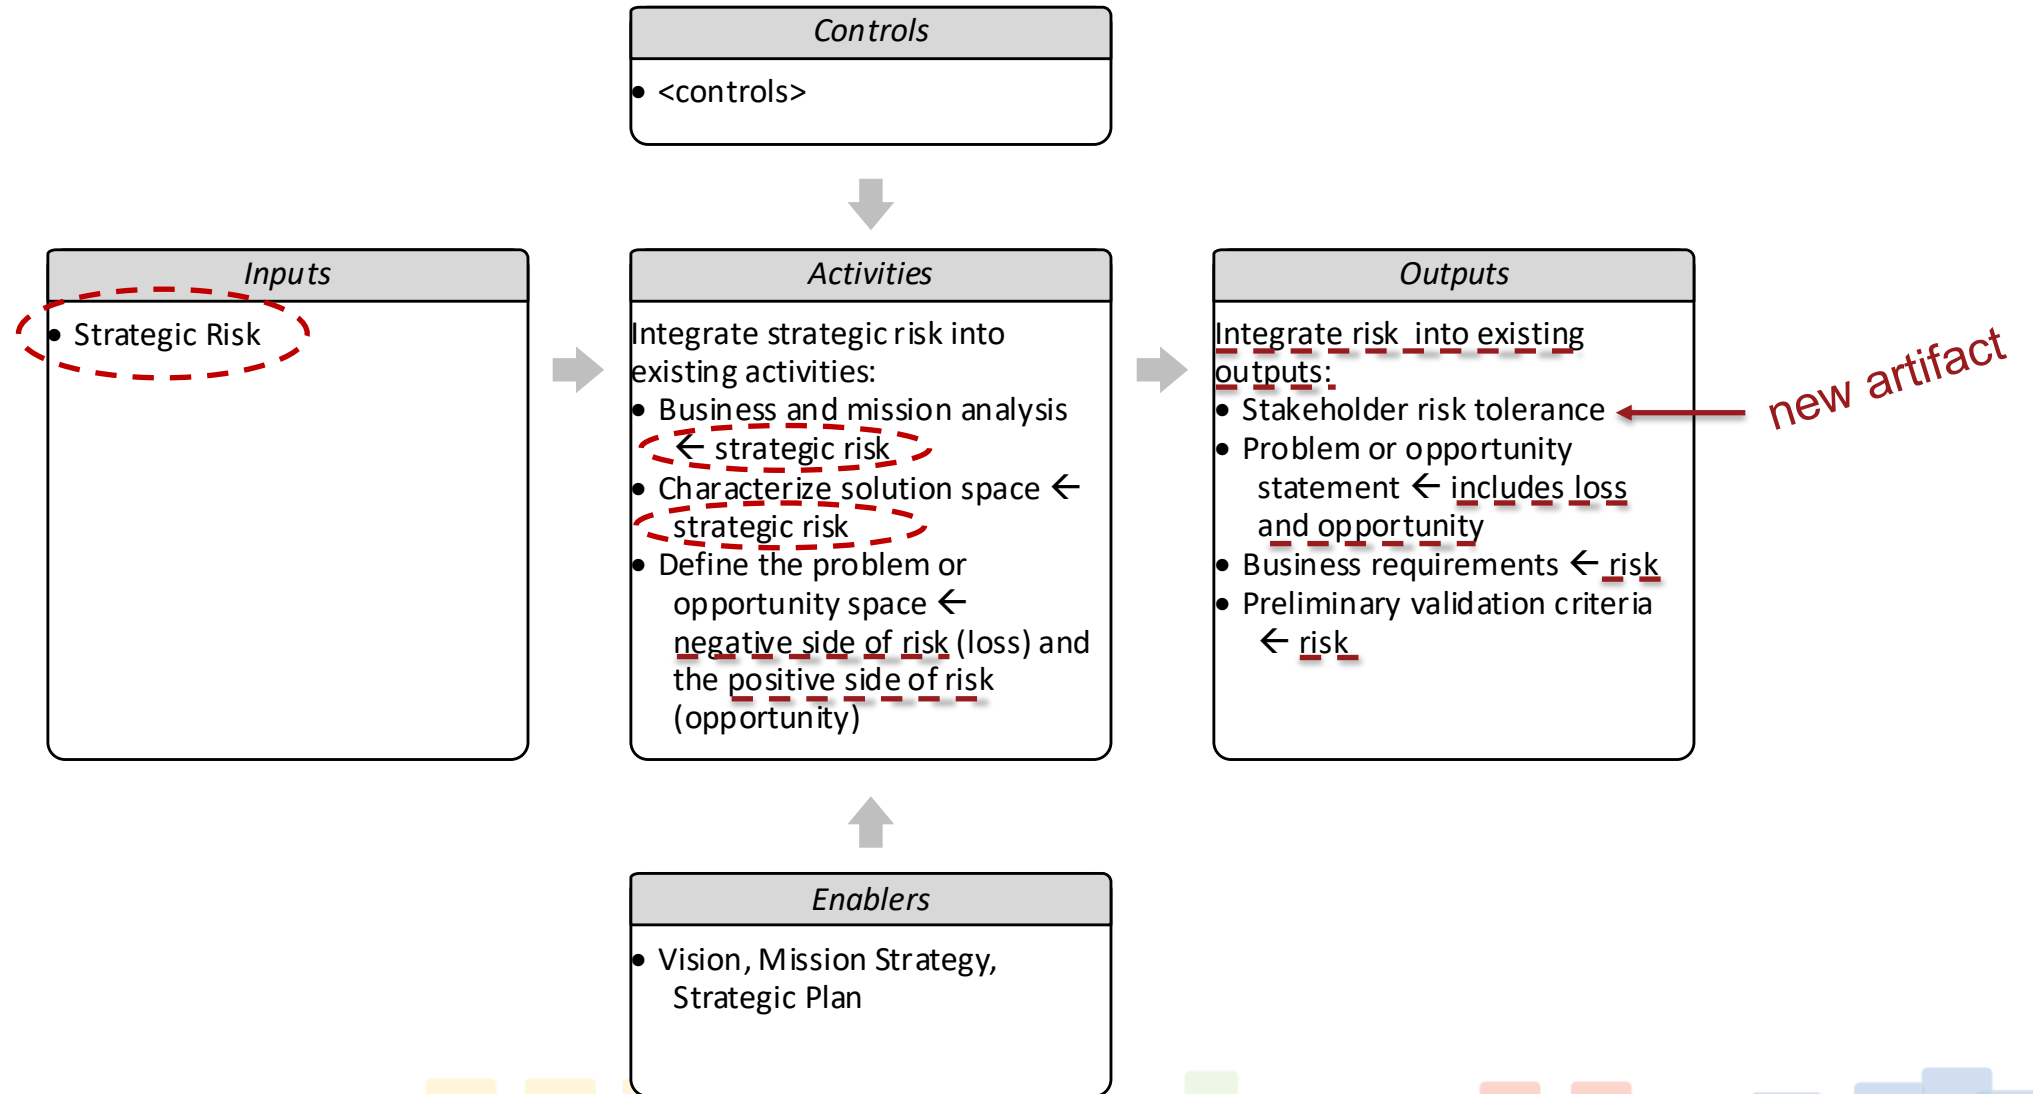 Controls
• <controls>
Inputs
• Strategic Risk
Activities
Integrate strategic risk into
existing activities:
• Business and mission analysis
← strategic risk
• Characterize solution space ←
strategic risk
• Define the problem or
opportunity space ←
negative side of risk (loss) and
the positive side of risk
(opportunity)
Outputs
Integrate risk into existing
outputs:
• Stakeholder risk tolerance
• Problem or opportunity
statement ← includes loss
and opportunity
• Business requirements ← risk
• Preliminary validation criteria
← risk
new artifact
Enablers
• Vision, Mission Strategy,
Strategic Plan